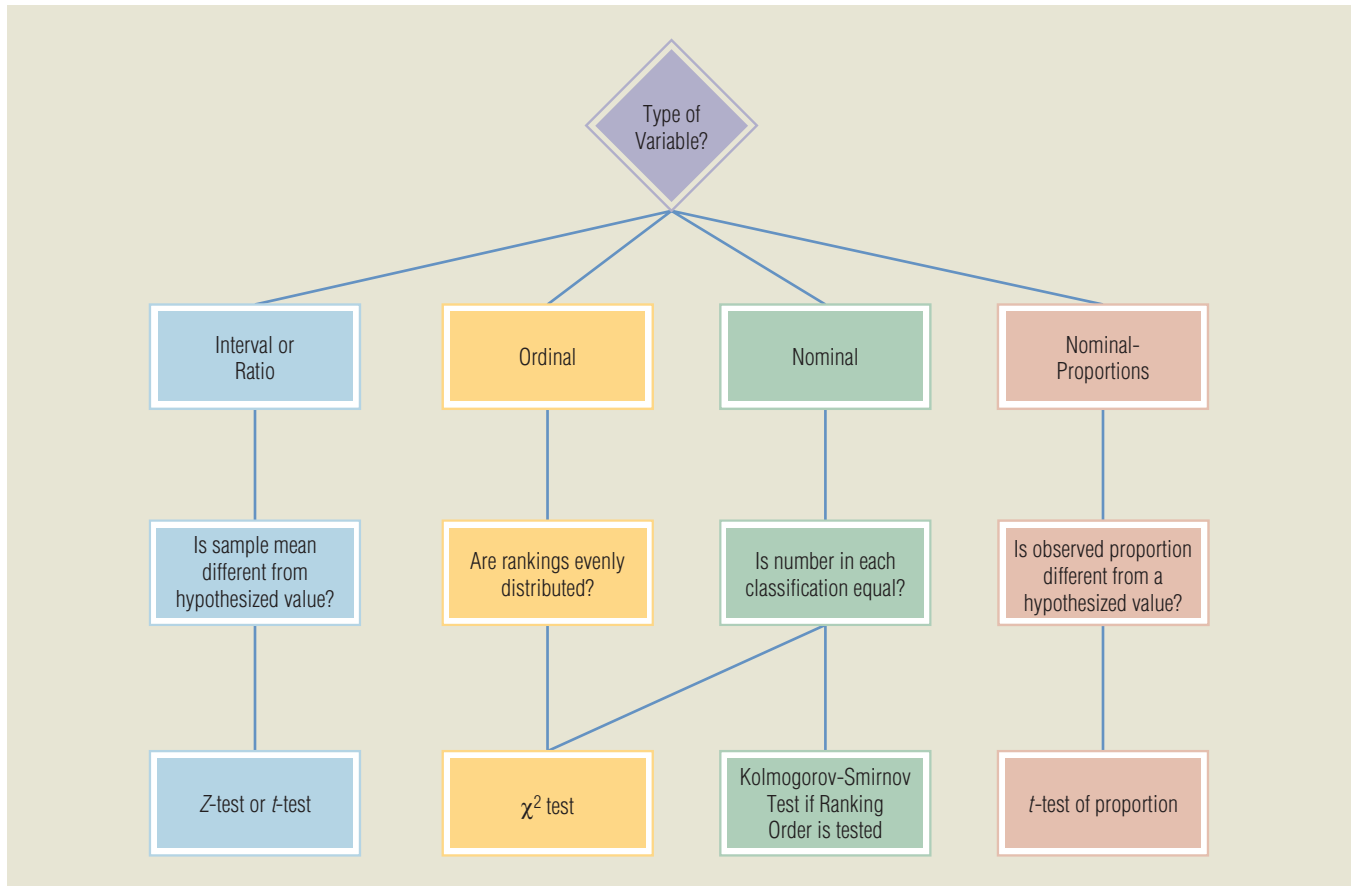 Type of
Variable?
Interval or
Ratio
Ordinal
Nominal
Nominal-
Proportions
Is sample mean
different from
hypothesized value?
Are rankings evenly
distributed?
Is number in each
classification equal?
Is observed proportion
different from a
hypothesized value?
Z-test or t-test
χ² test
Kolmogorov-Smirnov
Test if Ranking
Order is tested
t-test of proportion